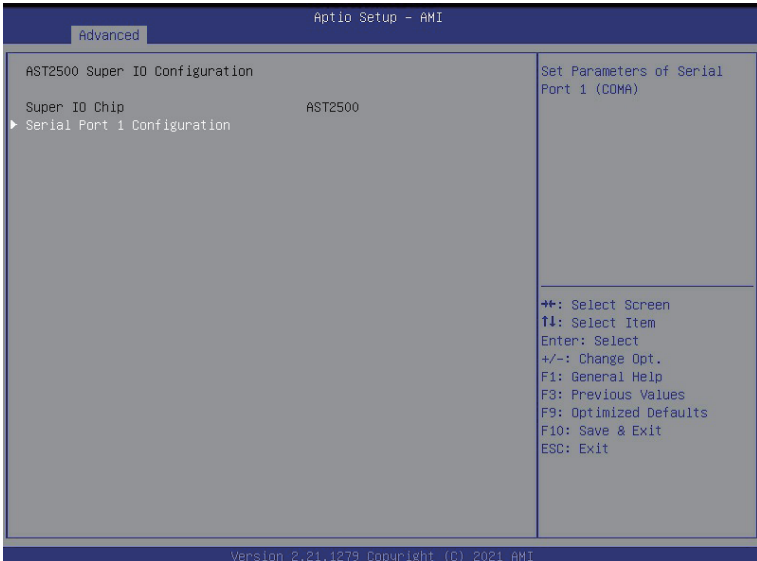 Aptio Setup – AMI
Advanced
AST2500 Super IO Configuration
Super IO Chip AST2500
Serial Port 1 Configuration
Set Parameters of Serial
Port 1 (COMA)
→←: Select Screen
↑↓: Select Item
Enter: Select
+/-: Change Opt.
F1: General Help
F3: Previous Values
F9: Optimized Defaults
F10: Save & Exit
ESC: Exit
Version 2.21.1279 Copyright (C) 2021 AMI